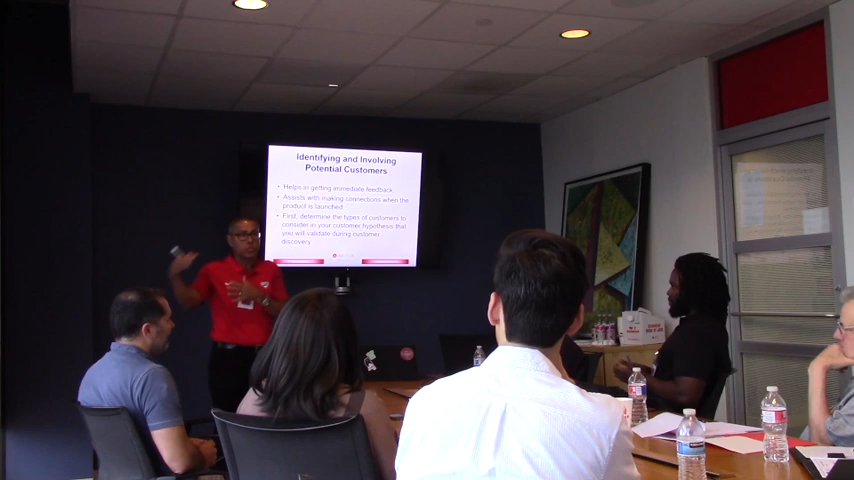 Identifying and Involving
Potential Customers
• Helps in getting immediate feedback.
• Assists with making connections when the
product is launched
• First, determine the types of customers to
consider in your customer hypothesis that
you will validate during customer
discovery